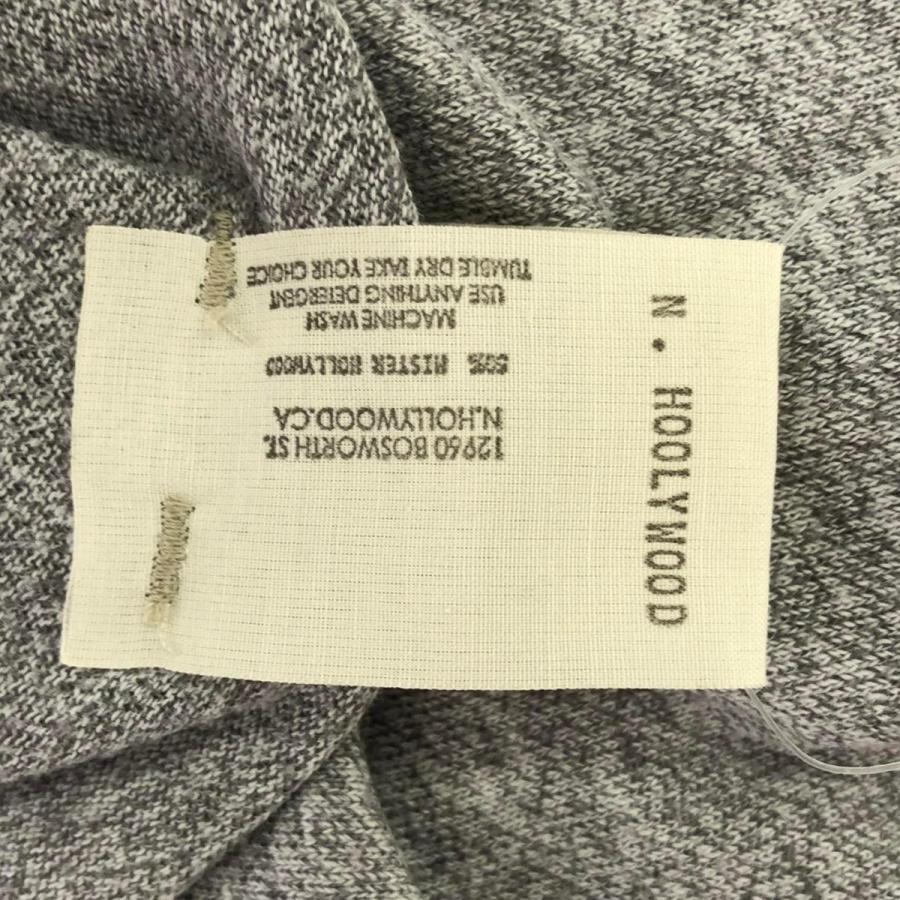 N. HOOLYWOOD
12960 BOSWORTH ST.
N.HOLLYWOOD.CA
50% MISTER HOLLYWOOD
MACHINE WASH
USE ANYTHING DETERGENT
TUMBLE DRY TAKE YOUR CHOICE